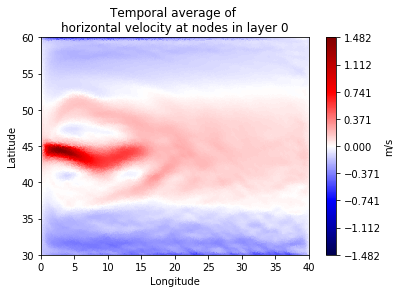 Temporal average of
horizontal velocity at nodes in layer 0
60
55
50
45
40
35
30
Latitude
0 5 10 15 20 25 30 35 40
Longitude
1.482
1.112
0.741
0.371
0.000
−0.371
−0.741
−1.112
−1.482
m/s